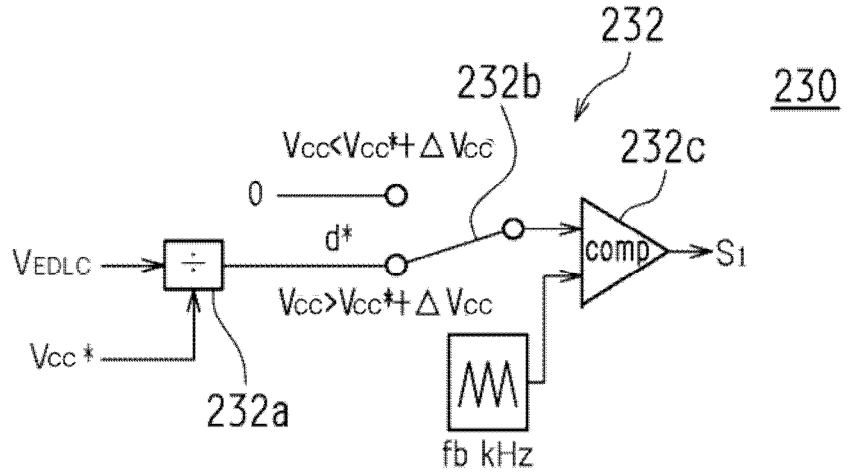 232
230
232b
VCC<VCC*+ΔVCC
232c
0
d*
comp
S1
VEDLC
÷
VCC>VCC*+ΔVCC
VCC*
232a
fb kHz